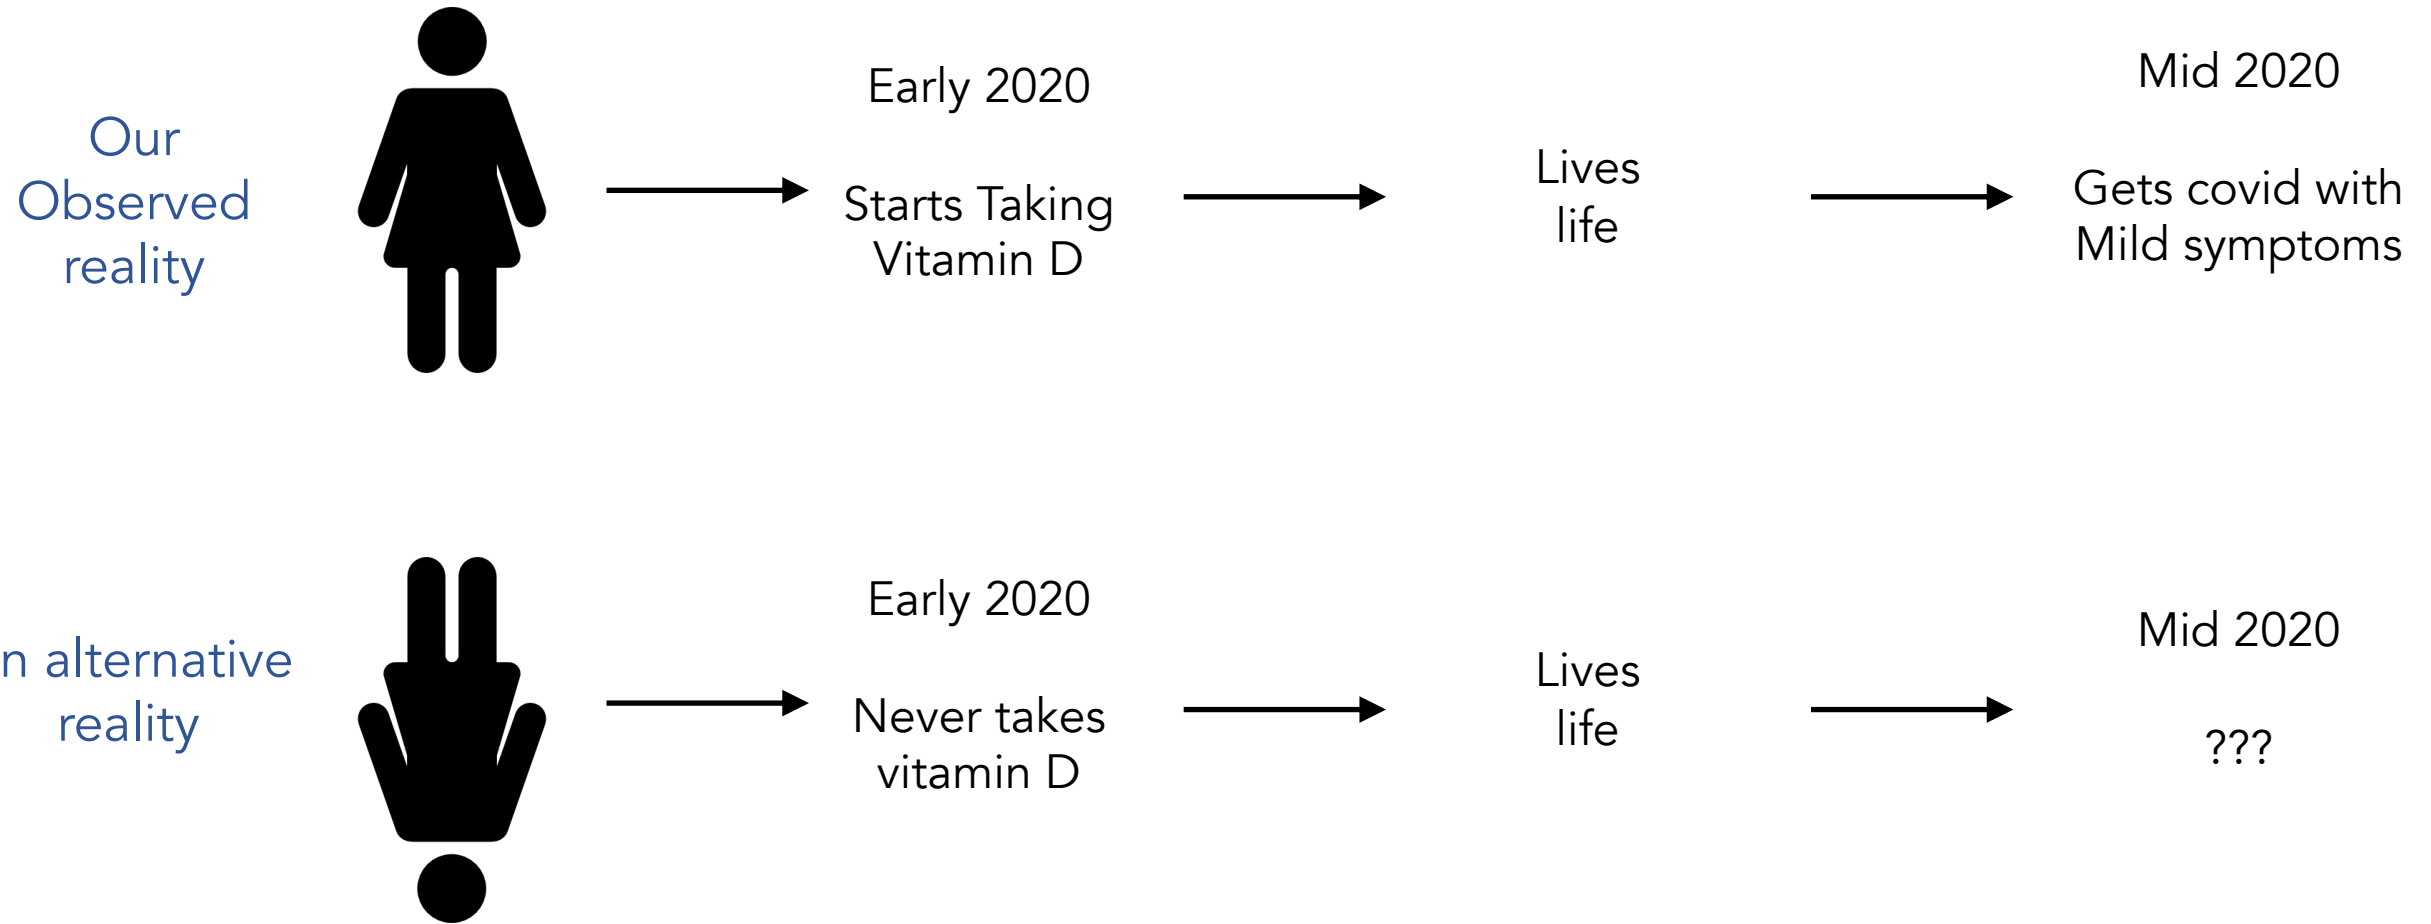 Our
Observed
reality
Early 2020
Starts Taking
Vitamin D
Lives
life
Mid 2020
Gets covid with
Mild symptoms
n alternative
reality
Early 2020
Never takes
vitamin D
Lives
life
Mid 2020
???